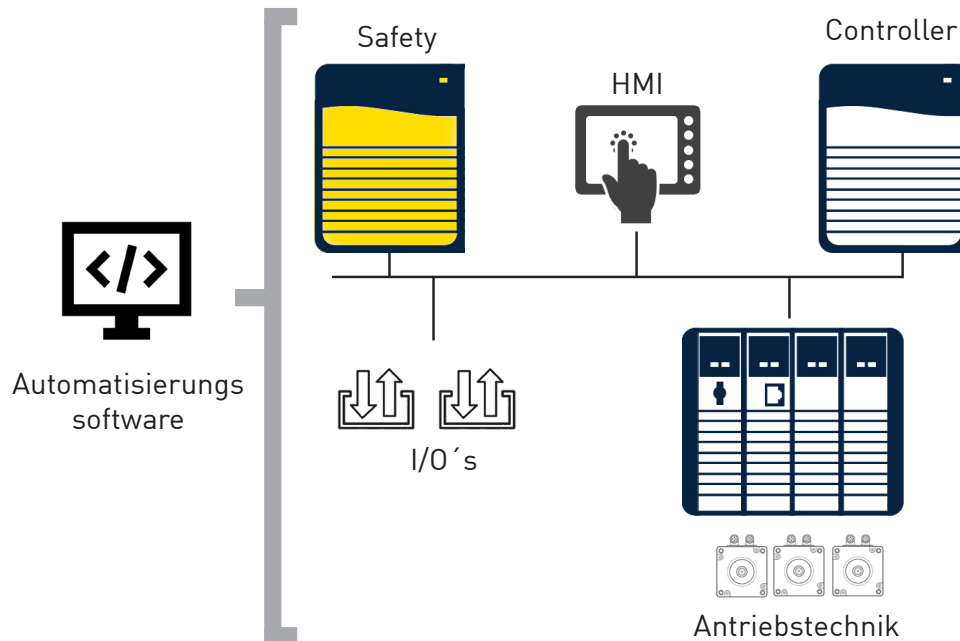 Safety
HMI
Controller
</>
Automatisierungs
software
I/O´s
Antriebstechnik